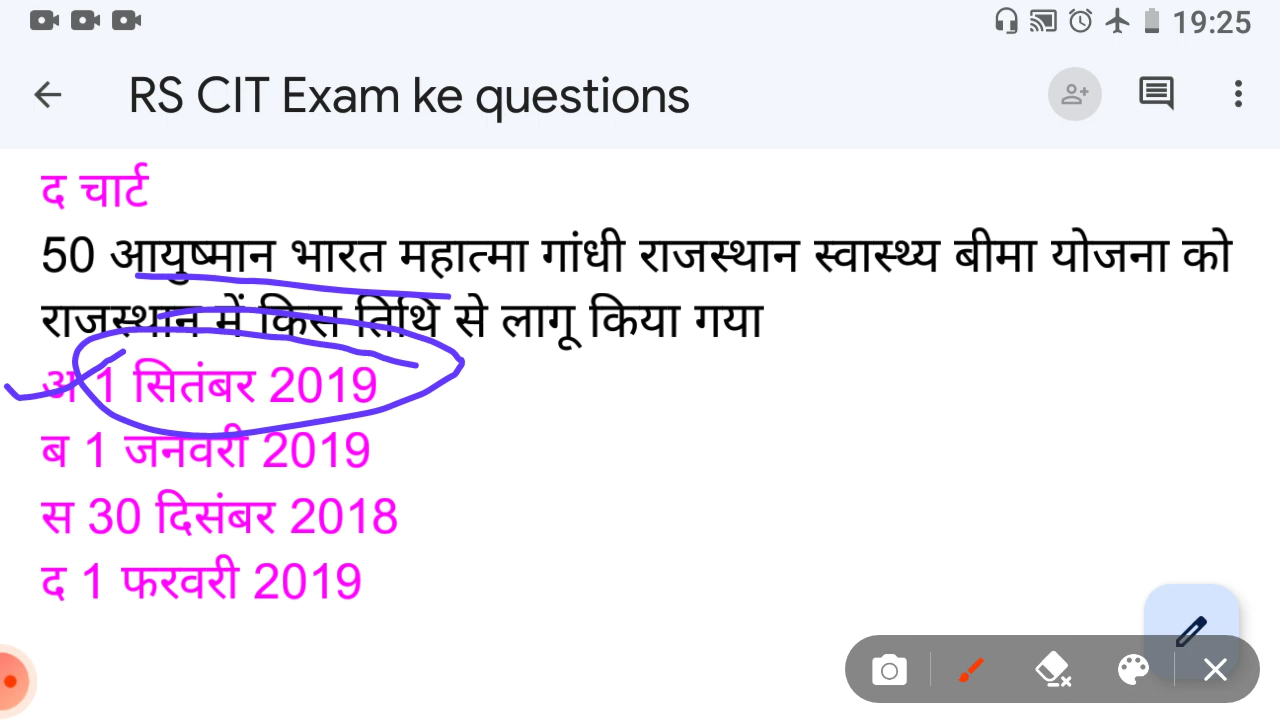 19:25
RS CIT Exam ke questions
द चार्ट
50 आयुष्मान भारत महात्मा गांधी राजस्थान स्वास्थ्य बीमा योजना को
राजस्थान में किस तिथि से लागू किया गया
अ 1 सितंबर 2019
ब 1 जनवरी 2019
स 30 दिसंबर 2018
द 1 फरवरी 2019